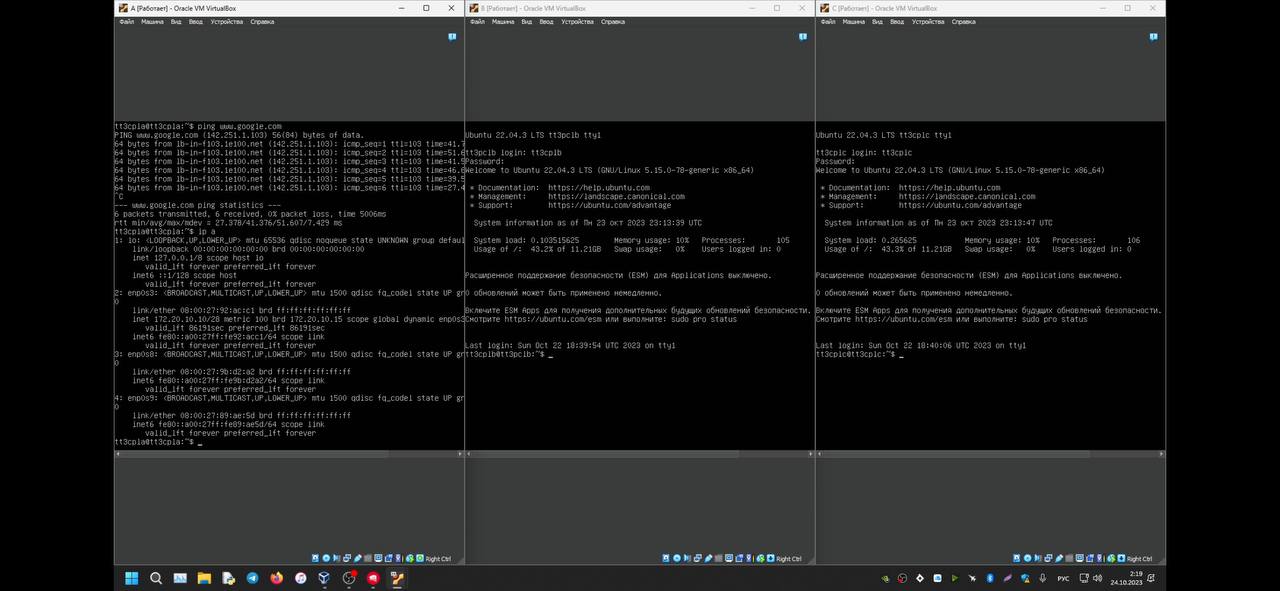 A [Работает] - Oracle VM VirtualBox
Файл Машина Вид Ввод Устройства Справка
tt3cpla@tt3cpla:~$ ping www.google.com
PING www.google.com (142.251.1.103) 56(84) bytes of data.
64 bytes from lb-in-f103.1e100.net (142.251.1.103): icmp_seq=1 ttl=103 time=41.7
64 bytes from lb-in-f103.1e100.net (142.251.1.103): icmp_seq=2 ttl=103 time=51.6
64 bytes from lb-in-f103.1e100.net (142.251.1.103): icmp_seq=3 ttl=103 time=41.5
64 bytes from lb-in-f103.1e100.net (142.251.1.103): icmp_seq=4 ttl=103 time=46.0
64 bytes from lb-in-f103.1e100.net (142.251.1.103): icmp_seq=5 ttl=103 time=39.5
64 bytes from lb-in-f103.1e100.net (142.251.1.103): icmp_seq=6 ttl=103 time=27.4
^C
--- www.google.com ping statistics ---
6 packets transmitted, 6 received, 0% packet loss, time 5006ms
rtt min/avg/max/mdev = 27.378/41.376/51.607/7.429 ms
tt3cpla@tt3cpla:~$ ip a
1: lo: <LOOPBACK,UP,LOWER_UP> mtu 65536 qdisc noqueue state UNKNOWN group defaul
link/loopback 00:00:00:00:00:00 brd 00:00:00:00:00:00
inet 127.0.0.1/8 scope host lo
valid_lft forever preferred_lft forever
inet6 ::1/128 scope host
valid_lft forever preferred_lft forever
2: enp0s3: <BROADCAST,MULTICAST,UP,LOWER_UP> mtu 1500 qdisc fq_codel state UP gr
0
link/ether 08:00:27:92:ac:c1 brd ff:ff:ff:ff:ff:ff
inet 172.20.10.10/28 metric 100 brd 172.20.10.15 scope global dynamic enp0s3
valid_lft 86191sec preferred_lft 86191sec
inet6 fe80::a00:27ff:fe92:acc1/64 scope link
valid_lft forever preferred_lft forever
3: enp0s8: <BROADCAST,MULTICAST,UP,LOWER_UP> mtu 1500 qdisc fq_codel state UP gr
0
link/ether 08:00:27:9b:d2:a2 brd ff:ff:ff:ff:ff:ff
inet6 fe80::a00:27ff:fe9b:d2a2/64 scope link
valid_lft forever preferred_lft forever
4: enp0s9: <BROADCAST,MULTICAST,UP,LOWER_UP> mtu 1500 qdisc fq_codel state UP gr
0
link/ether 08:00:27:89:ae:5d brd ff:ff:ff:ff:ff:ff
inet6 fe80::a00:27ff:fe89:ae5d/64 scope link
valid_lft forever preferred_lft forever
tt3cpla@tt3cpla:~$ _
Right Ctrl
B [Работает] - Oracle VM VirtualBox
Файл Машина Вид Ввод Устройства Справка
Ubuntu 22.04.3 LTS tt3pclb tty1
tt3pclb login: tt3cplb
Password:
Welcome to Ubuntu 22.04.3 LTS (GNU/Linux 5.15.0-78-generic x86_64)
* Documentation: https://help.ubuntu.com
* Management: https://landscape.canonical.com
* Support: https://ubuntu.com/advantage
System information as of Пн 23 окт 2023 23:13:39 UTC
System load: 0.103515625 Memory usage: 10% Processes: 105
Usage of /: 43.2% of 11.21GB Swap usage: 0% Users logged in: 0
Расширенное поддержание безопасности (ESM) для Applications выключено.
0 обновлений может быть применено немедленно.
Включите ESM Apps для получения дополнительных будущих обновлений безопасности.
Смотрите https://ubuntu.com/esm или выполните: sudo pro status
Last login: Sun Oct 22 18:39:54 UTC 2023 on tty1
tt3cplb@tt3pclb:~$ _
Right Ctrl
C [Работает] - Oracle VM VirtualBox
Файл Машина Вид Ввод Устройства Справка
Ubuntu 22.04.3 LTS tt3cplc tty1
tt3cplc login: tt3cplc
Password:
Welcome to Ubuntu 22.04.3 LTS (GNU/Linux 5.15.0-78-generic x86_64)
* Documentation: https://help.ubuntu.com
* Management: https://landscape.canonical.com
* Support: https://ubuntu.com/advantage
System information as of Пн 23 окт 2023 23:13:47 UTC
System load: 0.265625 Memory usage: 10% Processes: 106
Usage of /: 43.3% of 11.21GB Swap usage: 0% Users logged in: 0
Расширенное поддержание безопасности (ESM) для Applications выключено.
0 обновлений может быть применено немедленно.
Включите ESM Apps для получения дополнительных будущих обновлений безопасности.
Смотрите https://ubuntu.com/esm или выполните: sudo pro status
Last login: Sun Oct 22 18:40:06 UTC 2023 on tty1
tt3cplc@tt3cplc:~$ _
Right Ctrl
РУС
2:19
24.10.2023